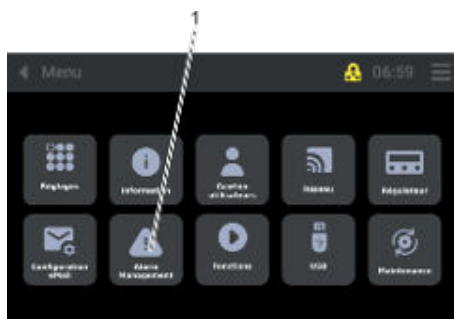 1
Menu 06:59
Réglages Information Gestion utilisateurs Réseau Régulateur
Configuration eMail Alarm Management Fonctions USB Maintenance